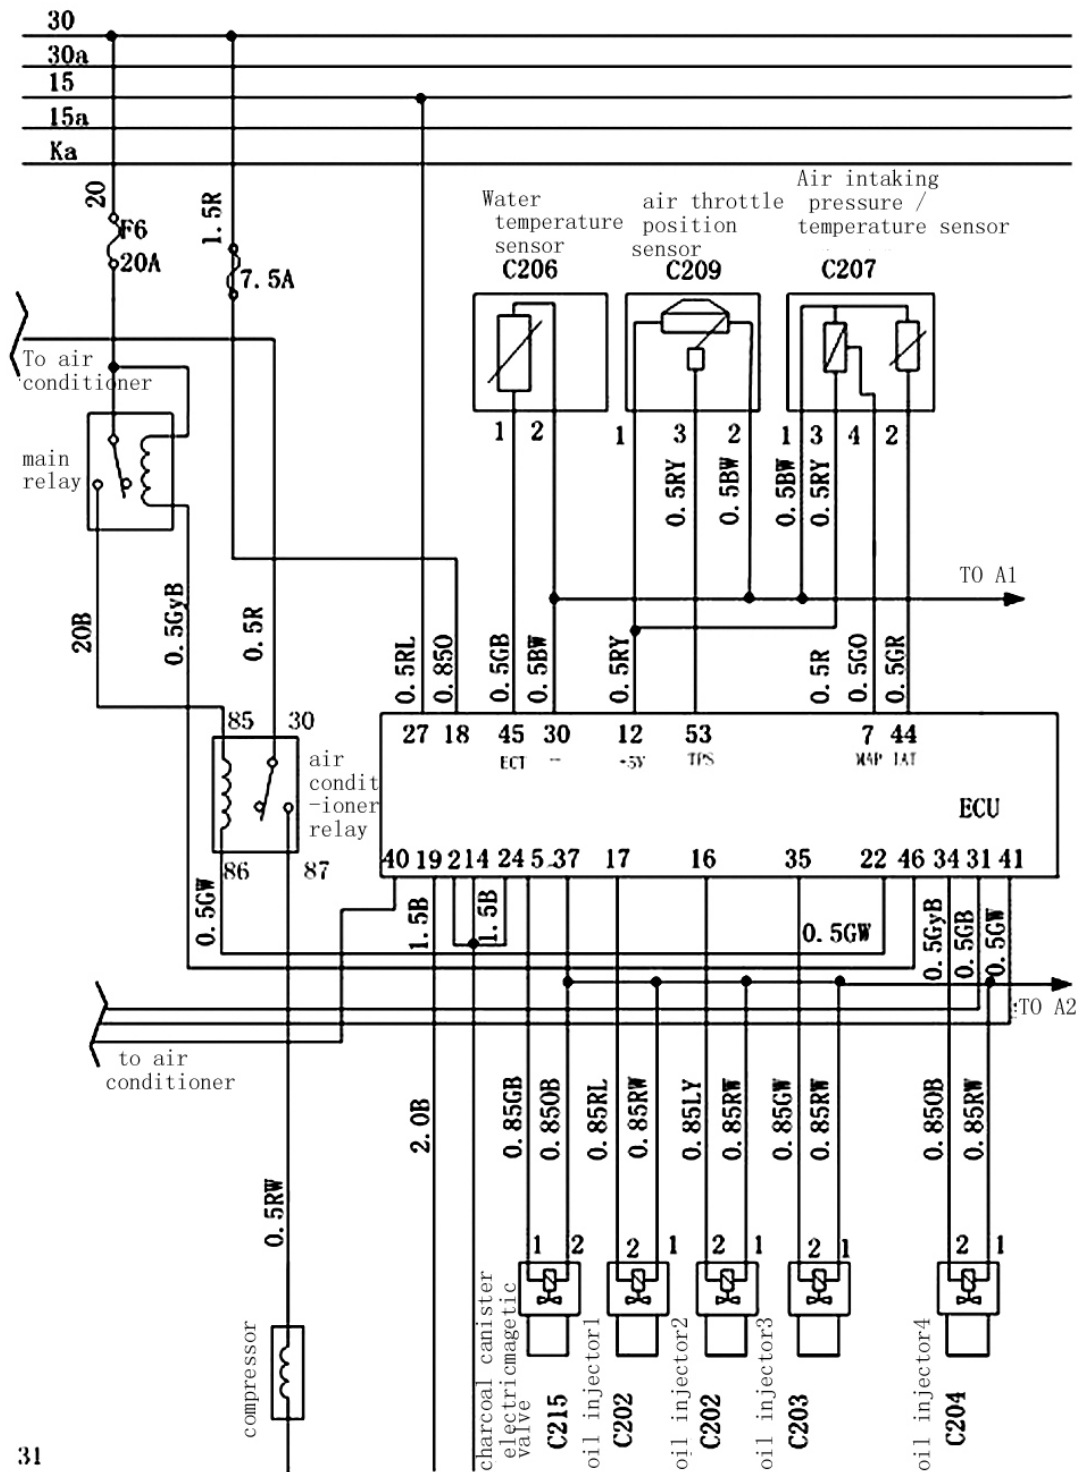 30
30a
15
15a
Ka
20
F6
20A
1.5R
7.5A
Water
temperature
sensor
C206
air throttle
position
sensor
C209
Air intaking
pressure /
temperature sensor
C207
To air
conditioner
main
relay
1 2
1 3 2
1 3 4 2
0.5RY
0.5BW
0.5BW
0.5RY
TO A1
20B
0.5GyB
0.5R
0.5RL
0.85O
0.5GB
0.5BW
0.5RY
0.5R
0.5GO
0.5GR
85 30
air
condit
-ioner
relay
86 87
27 18 45 30 12 53 7 44
ECT -- +5V TPS MAP IAT
ECU
40 19 2 14 24 5 37 17 16 35 22 46 34 31 41
0.5GW
1.5B
1.5B
0.5GW
0.5GyB
0.5GB
0.5GW
TO A2
to air
conditioner
2.0B
0.85GB
0.85OB
0.85RL
0.85RW
0.85LY
0.85RW
0.85GW
0.85RW
0.85OB
0.85RW
0.5RW
1 2
2 1
2 1
2 1
2 1
compressor
charcoal canister
electricmagetic
valve
C215
oil injector1
C202
oil injector2
C202
oil injector3
C203
oil injector4
C204
31